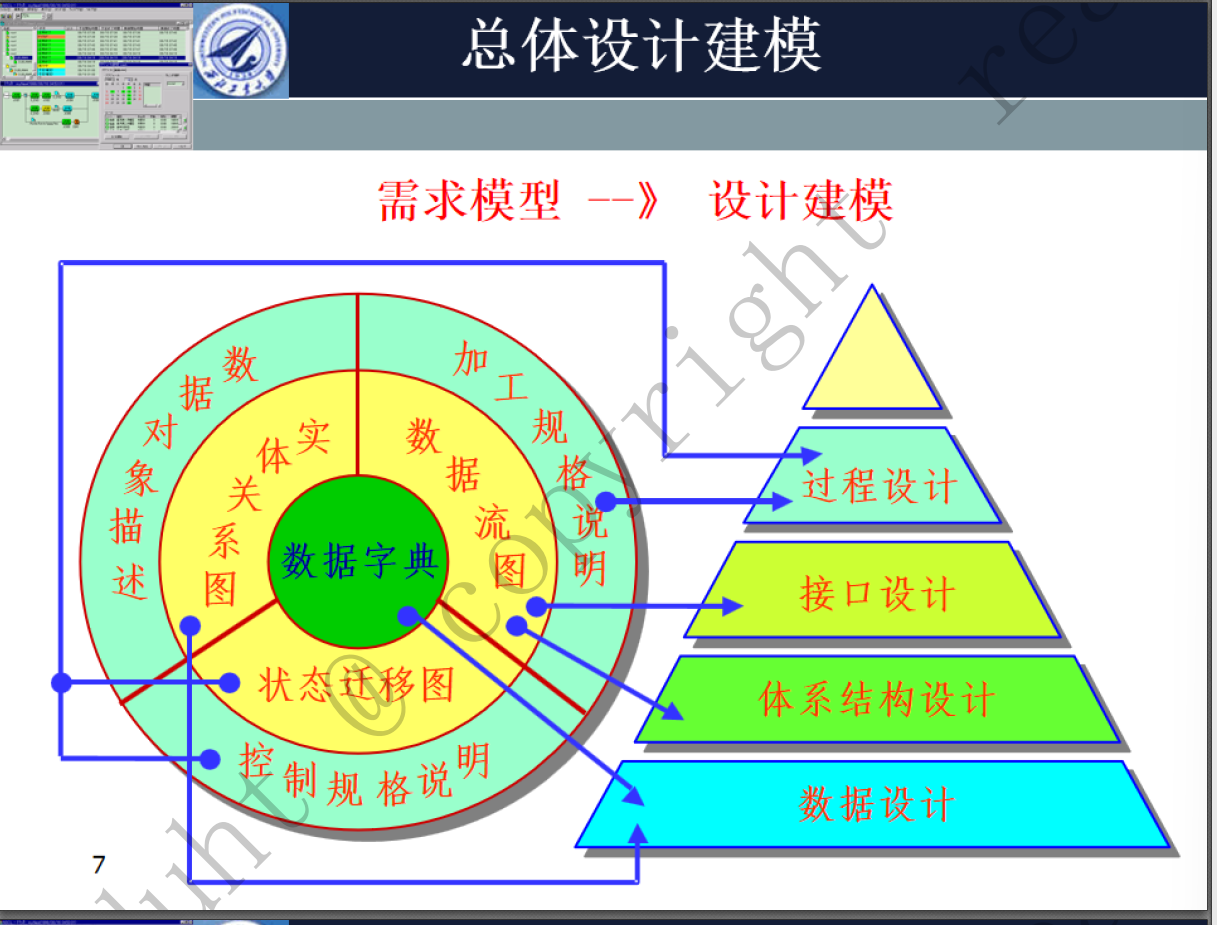 总体设计建模
需求模型 --》 设计建模
数据对象描述
实体关系图
加工规格说明
数据流图
数据字典
状态迁移图
控制规格说明
过程设计
接口设计
体系结构设计
数据设计
luht @ copyright
7